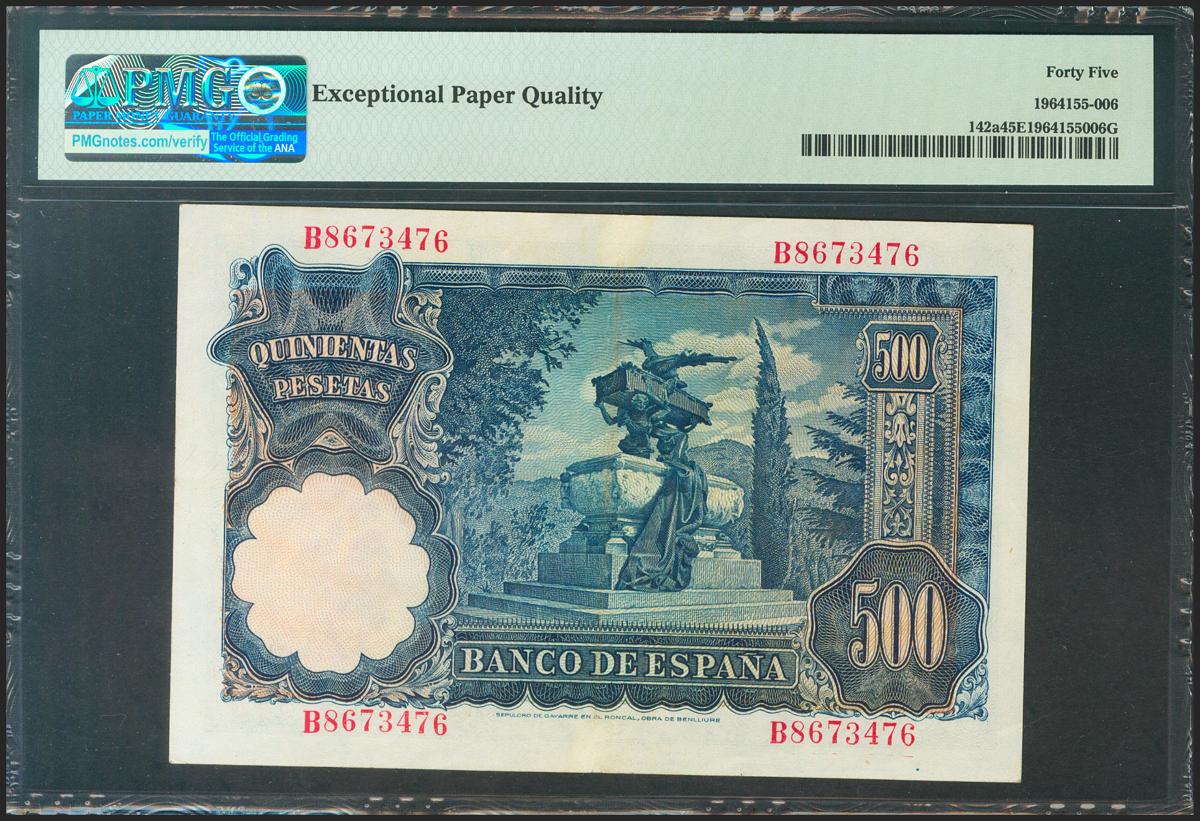 PMG
PAPER MONEY GUARANTY
PMGnotes.com/verify
The Official Grading
Service of the ANA
Exceptional Paper Quality
Forty Five
1964155-006
142a45E1964155006G
B8673476
B8673476
QUINIENTAS
PESETAS
500
500
BANCO DE ESPAÑA
SEPULCRO DE GAYARRE EN EL RONCAL, OBRA DE BENLLIURE
B8673476
B8673476